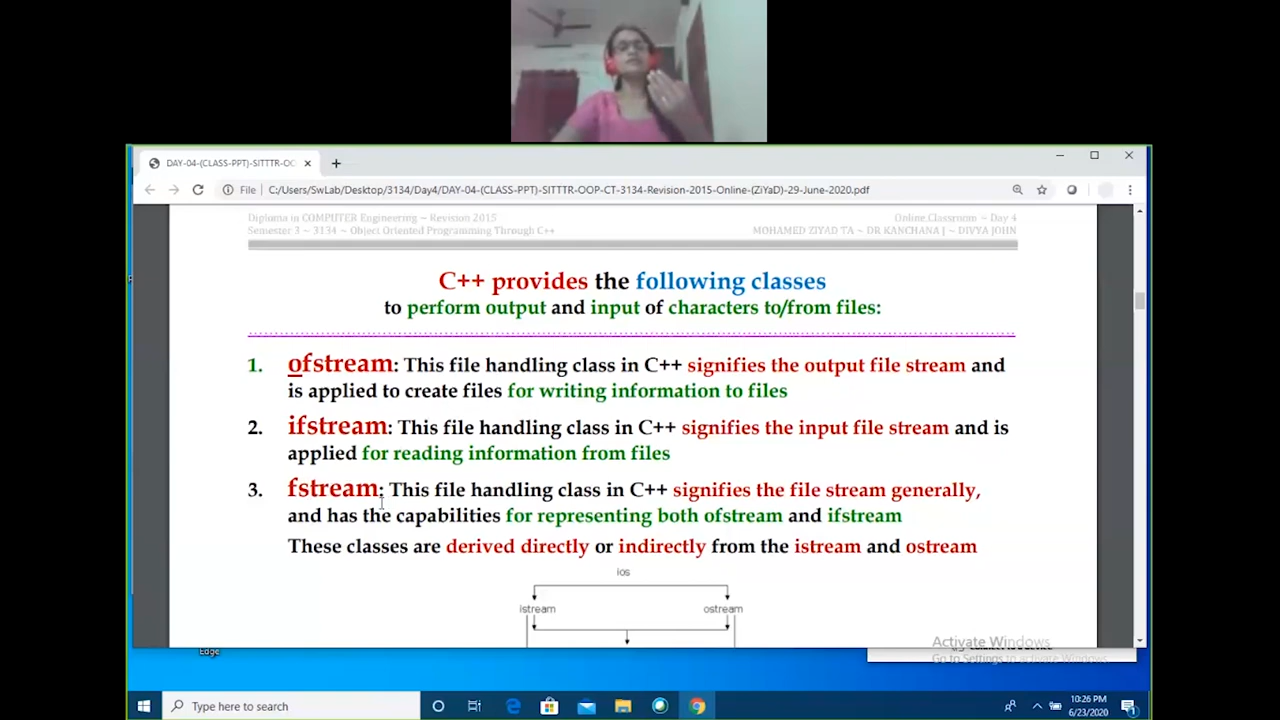 DAY-04-(CLASS-PPT)-SITTTR-OO
File
C:/Users/SwLab/Desktop/3134/Day4/DAY-04-(CLASS-PPT)-SITTTR-OOP-CT-3134-Revision-2015-Online-(ZiYaD)-29-June-2020.pdf
Diploma in COMPUTER Engineering ~ Revision 2015
Online Classroom ~ Day 4
Semester 3 ~ 3134 ~ Object Oriented Programming Through C++
MOHAMED ZIYAD TA ~ DR KANCHANA J ~ DIVYA JOHN
C++ provides the following classes
to perform output and input of characters to/from files:
1. ofstream: This file handling class in C++ signifies the output file stream and
is applied to create files for writing information to files
2. ifstream: This file handling class in C++ signifies the input file stream and is
applied for reading information from files
3. fstream: This file handling class in C++ signifies the file stream generally,
and has the capabilities for representing both ofstream and ifstream
These classes are derived directly or indirectly from the istream and ostream
ios
istream
ostream
Activate Windows
Go to Settings to activate Windows.
Edge
Type here to search
10:26 PM
6/23/2020